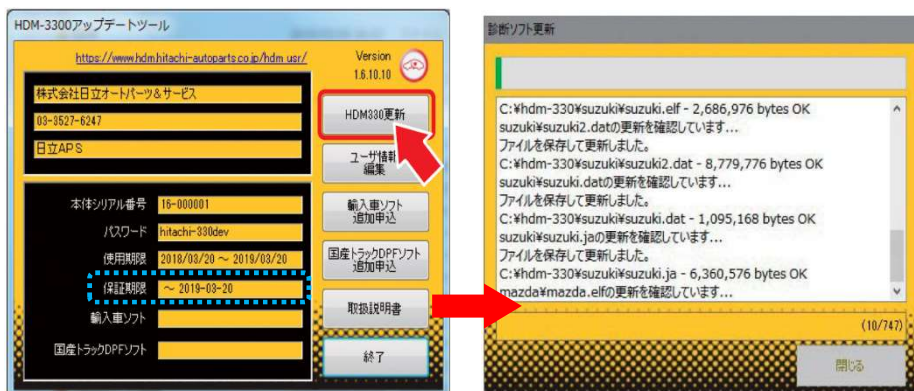 HDM-3300アップデートツール
https://www.hdm.hitachi-autoparts.co.jp/hdm_usr/
Version
1.6.10.10
株式会社日立オートパーツ&サービス
03-3527-6247
日立APS
HDM330更新
ユーザ情報
編集
本体シリアル番号 16-000001
パスワード hitachi-330dev
使用期限 2018/03/20 ～ 2019/03/20
保証期限 ～ 2019-03-20
輸入車ソフト
国産トラックDPFソフト
輸入車ソフト
追加申込
国産トラックDPFソフト
追加申込
取扱説明書
終了
診断ソフト更新
C:¥hdm-330¥suzuki¥suzuki.elf - 2,686,976 bytes OK
suzuki¥suzuki2.datの更新を確認しています...
ファイルを保存して更新しました。
C:¥hdm-330¥suzuki¥suzuki2.dat - 8,779,776 bytes OK
suzuki¥suzuki.datの更新を確認しています...
ファイルを保存して更新しました。
C:¥hdm-330¥suzuki¥suzuki.dat - 1,095,168 bytes OK
suzuki¥suzuki.jaの更新を確認しています...
ファイルを保存して更新しました。
C:¥hdm-330¥suzuki¥suzuki.ja - 6,360,576 bytes OK
mazda¥mazda.elfの更新を確認しています...
(10/747)
閉じる